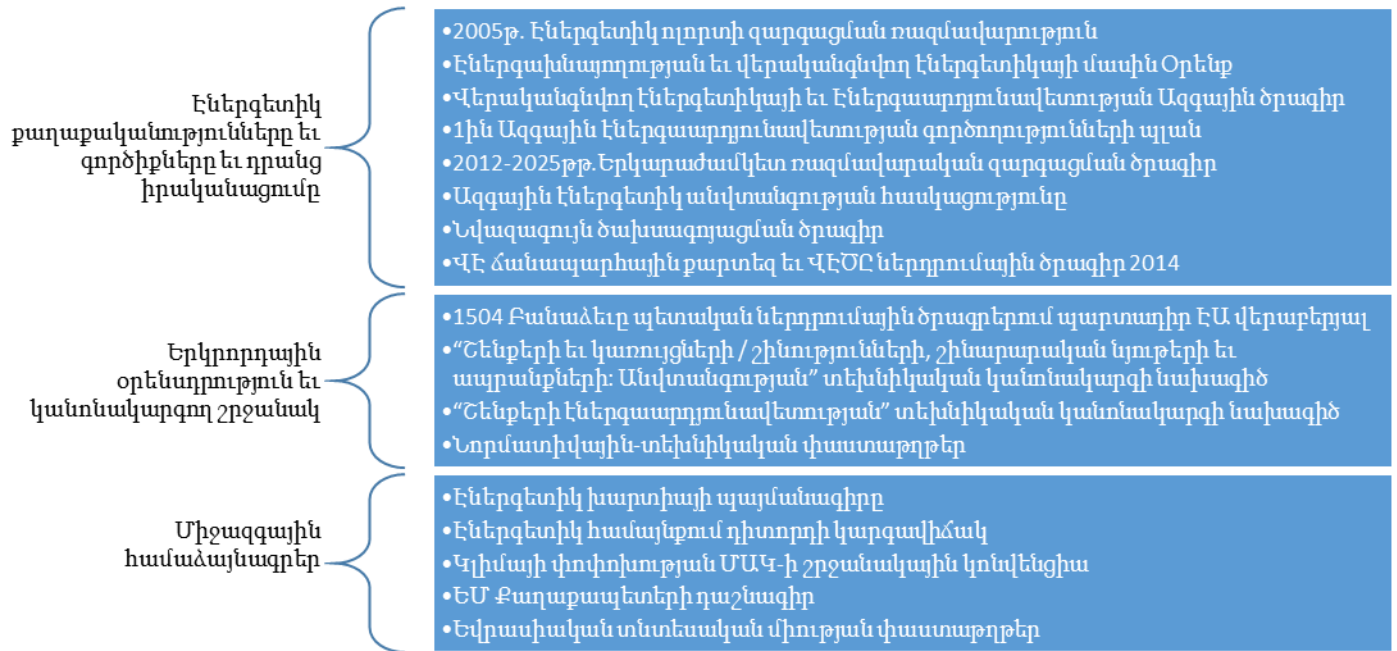 Էներգետիկ
քաղաքականությունները եւ
գործիքները եւ դրանց
իրականացումը
•2005թ. Էներգետիկ ոլորտի զարգացման ռազմավարություն
•Էներգախնայողության եւ վերականգնվող էներգետիկայի մասին Օրենք
•Վերականգնվող էներգետիկայի եւ Էներգաարդյունավետության Ազգային ծրագիր
•1ին Ազգային էներգաարդյունավետության գործողությունների պլան
•2012-2025թթ.Երկարաժամկետ ռազմավարական զարգացման ծրագիր
•Ազգային էներգետիկ անվտանգության հասկացությունը
•Նվազագույն ծախսագոյացման ծրագիր
•ՎԷ ճանապարհային քարտեզ եւ ՎԷԾԸ ներդրումային ծրագիր 2014
Երկրորդային
օրենսդրություն եւ
կանոնակարգող շրջանակ
•1504 Բանաձեւը պետական ներդրումային ծրագրերում պարտադիր ԷԱ վերաբերյալ
•“Շենքերի եւ կառույցների / շինությունների, շինարարական նյութերի եւ
ապրանքների: Անվտանգության” տեխնիկական կանոնակարգի նախագիծ
•“Շենքերի էներգաարդյունավետության” տեխնիկական կանոնակարգի նախագիծ
•Նորմատիվային-տեխնիկական փաստաթղթեր
Միջազգային
համաձայնագրեր
•Էներգետիկ խարտիայի պայմանագիրը
•Էներգետիկ համայնքում դիտորդի կարգավիճակ
•Կլիմայի փոփոխության ՄԱԿ-ի շրջանակային կոնվենցիա
•ԵՄ Քաղաքապետերի դաշնագիր
•Եվրասիական տնտեսական միության փաստաթղթեր